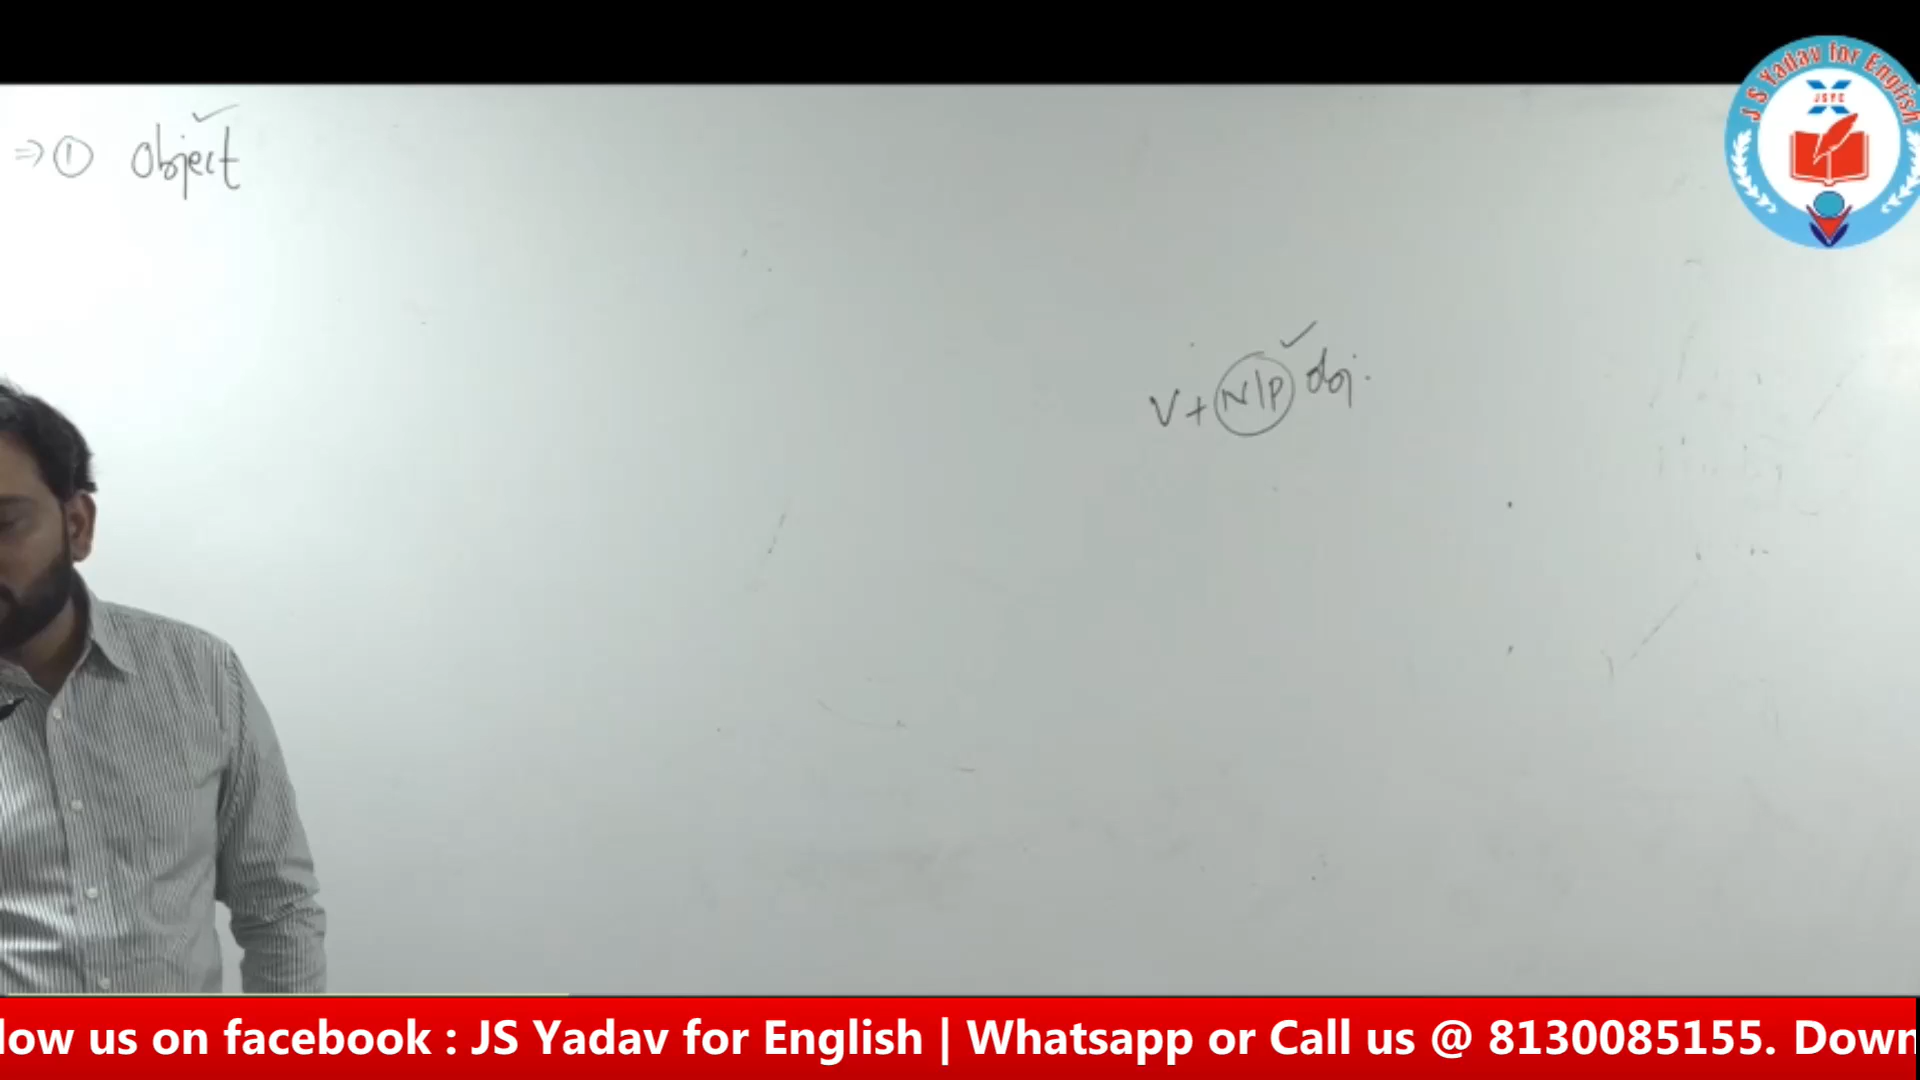 J S Yadav for English
JSYE
⇒ ① Object
V + N/P obj.
low us on facebook : JS Yadav for English | Whatsapp or Call us @ 8130085155. Down